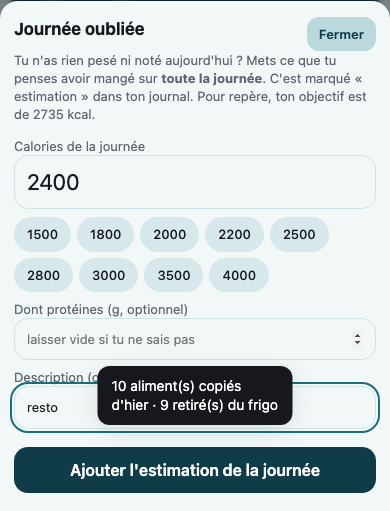 Journée oubliée
Fermer
Tu n'as rien pesé ni noté aujourd'hui ? Mets ce que tu
penses avoir mangé sur toute la journée. C'est marqué «
estimation » dans ton journal. Pour repère, ton objectif est
de 2735 kcal.
Calories de la journée
2400
1500 1800 2000 2200 2500
2800 3000 3500 4000
Dont protéines (g, optionnel)
laisser vide si tu ne sais pas
Description
10 aliment(s) copiés
d'hier · 9 retiré(s) du frigo
resto
Ajouter l'estimation de la journée